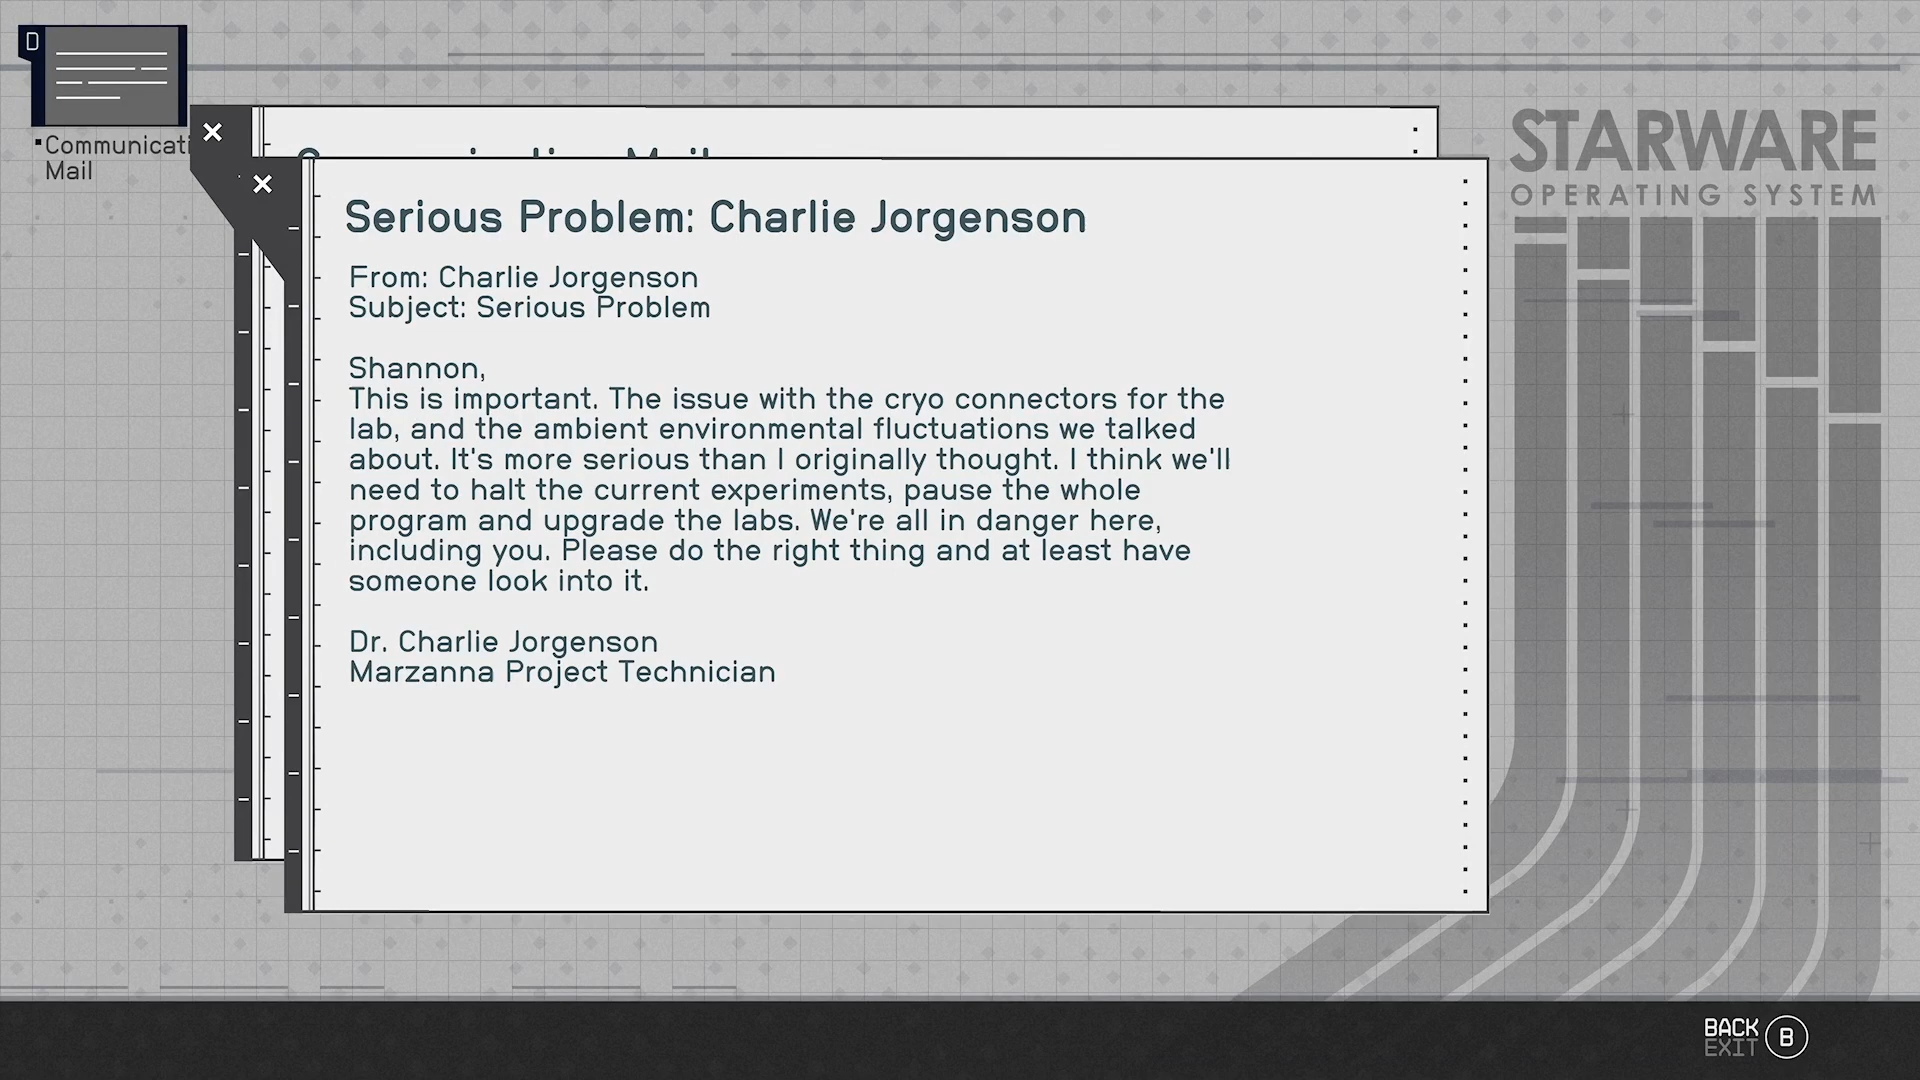 D
Communicati
Mail
STARWARE
OPERATING SYSTEM
Serious Problem: Charlie Jorgenson
From: Charlie Jorgenson
Subject: Serious Problem
Shannon,
This is important. The issue with the cryo connectors for the
lab, and the ambient environmental fluctuations we talked
about. It's more serious than I originally thought. I think we'll
need to halt the current experiments, pause the whole
program and upgrade the labs. We're all in danger here,
including you. Please do the right thing and at least have
someone look into it.
Dr. Charlie Jorgenson
Marzanna Project Technician
BACK
EXIT
B